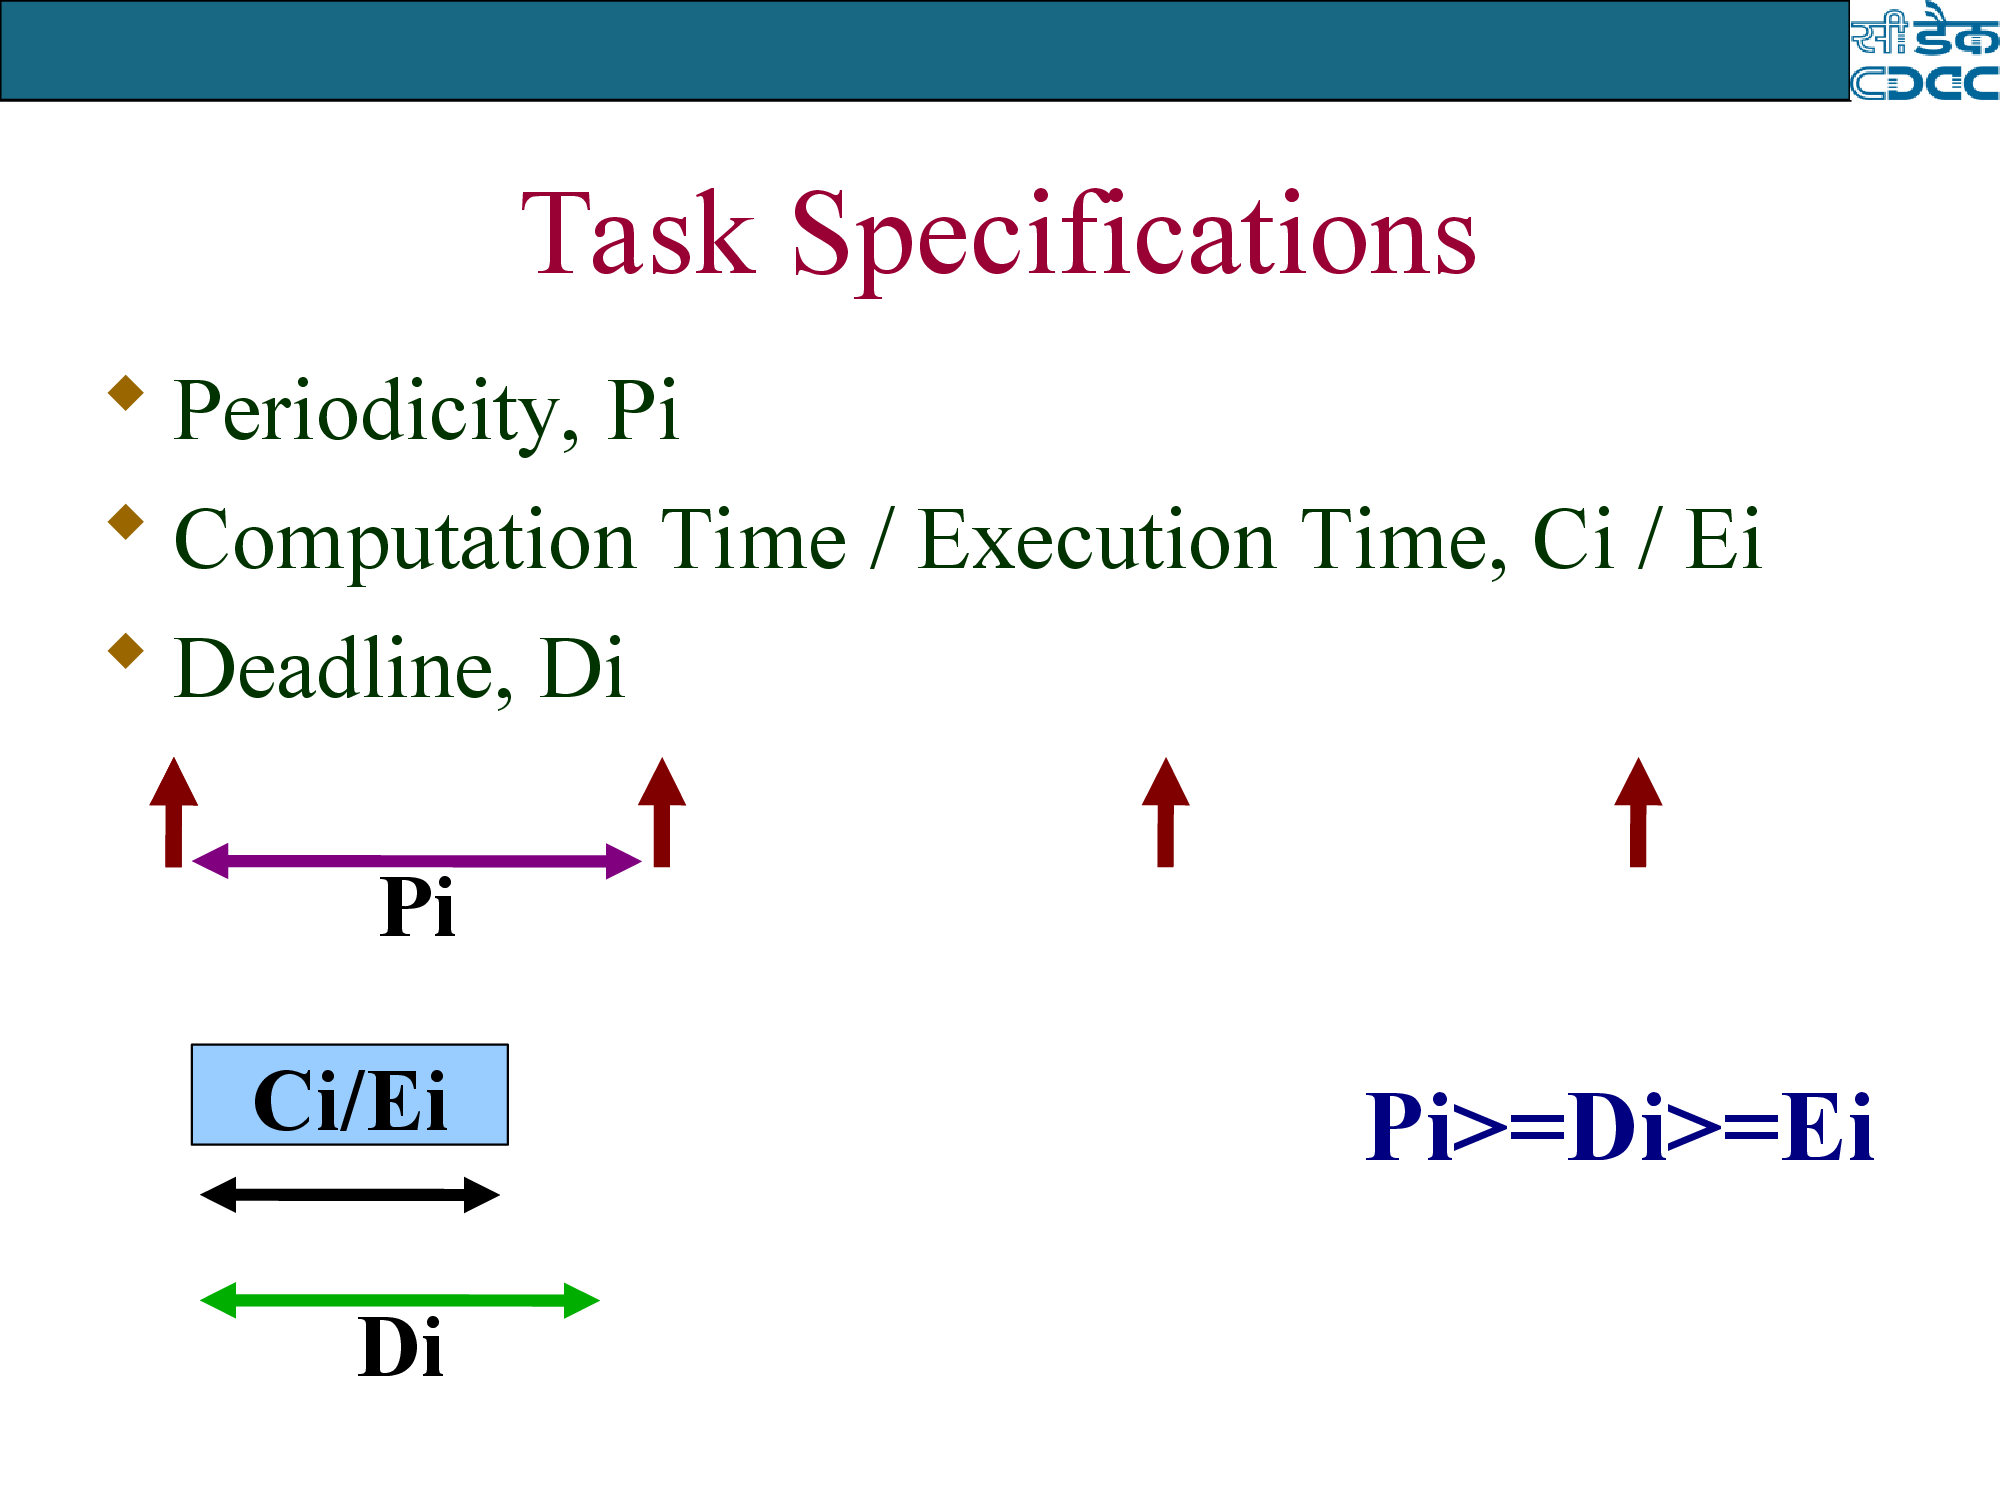 सी डैक
CDAC
Task Specifications
Periodicity, Pi
Computation Time / Execution Time, Ci / Ei
Deadline, Di
Pi
Ci/Ei
Pi>=Di>=Ei
Di